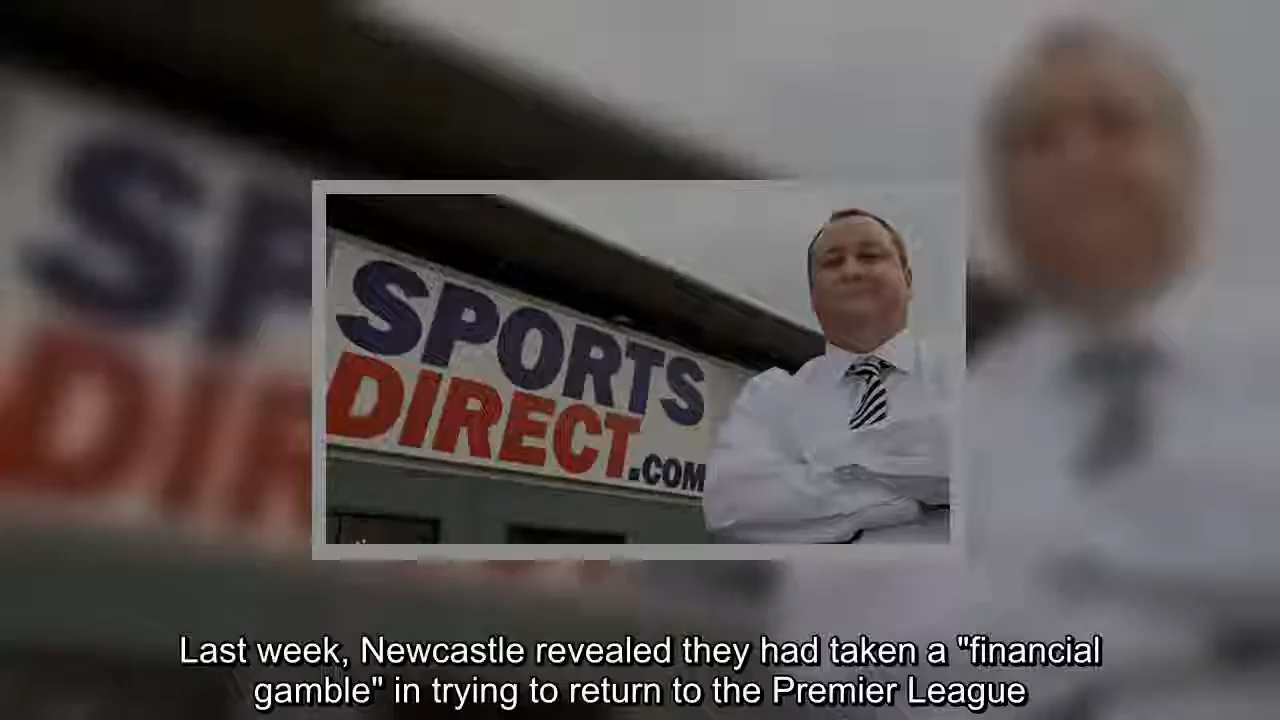 SPORTS
DIRECT.COM
Last week, Newcastle revealed they had taken a "financial
gamble" in trying to return to the Premier League